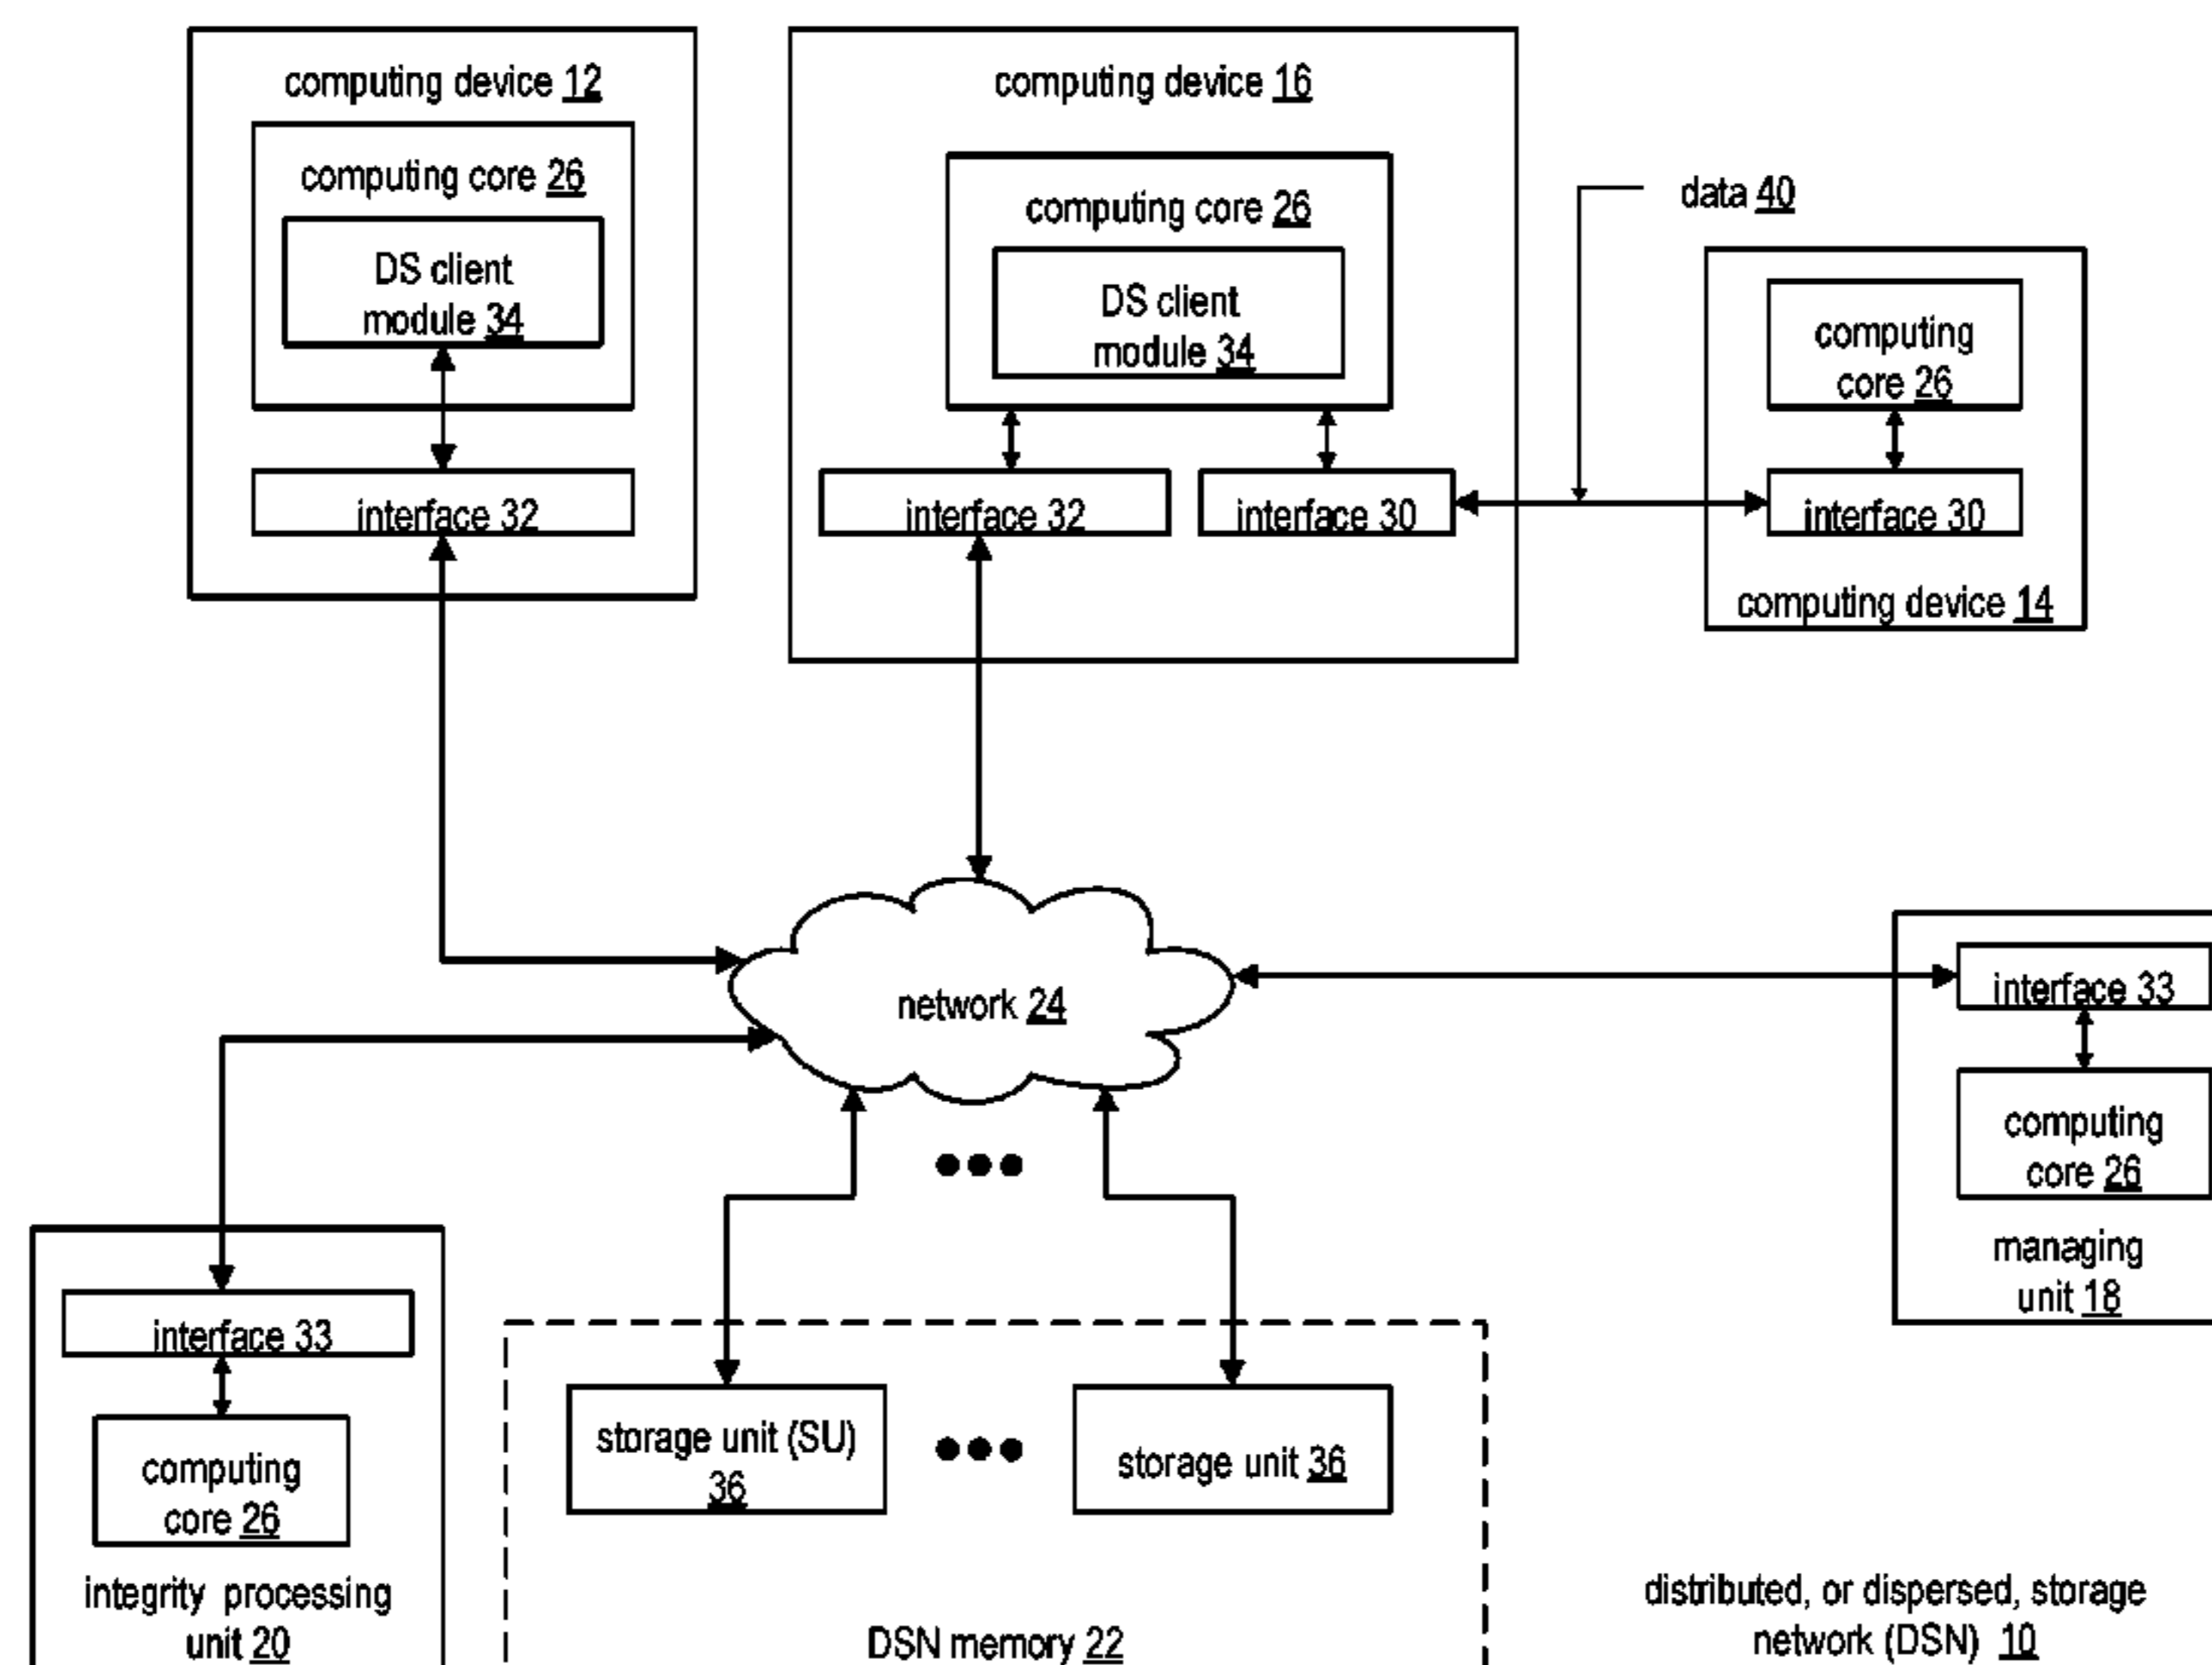 computing device 12
computing core 26
DS client
module 34
interface 32
computing device 16
computing core 26
DS client
module 34
interface 32
interface 30
data 40
computing
core 26
interface 30
computing device 14
network 24
interface 33
computing
core 26
managing
unit 18
interface 33
computing
core 26
integrity processing
unit 20
storage unit (SU)
36
storage unit 36
DSN memory 22
distributed, or dispersed, storage
network (DSN) 10